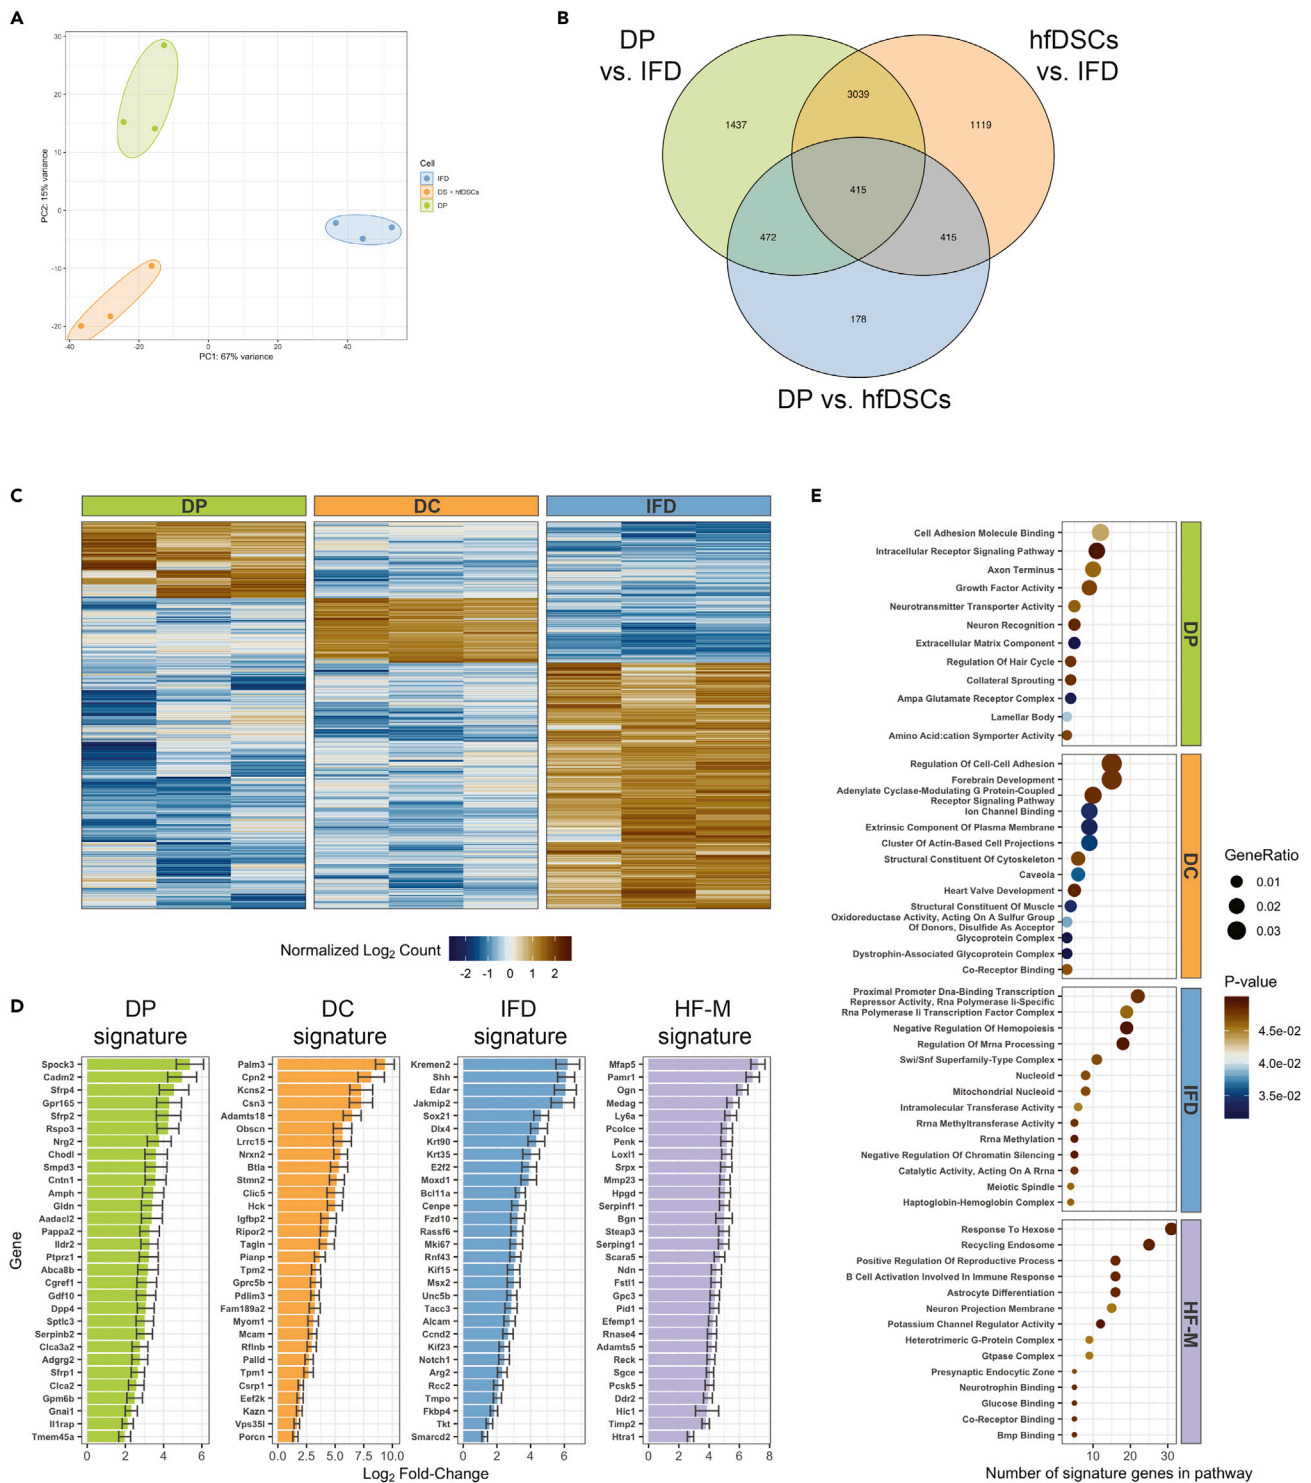 A
30
20
10
0
-10
-20
PC2: 15% variance
-40
-20
0
20
40
PC1: 67% variance
Cell
IFD
DS + hfDSCs
DP
B
DP
vs. IFD
hfDSCs
vs. IFD
3039
1437
1119
415
472
415
178
DP vs. hfDSCs
C
DP
DC
IFD
Normalized Log2 Count
-2
-1
0
1
2
D
DP
signature
DC
signature
IFD
signature
HF-M
signature
Gene
Spock3
Cadm2
Sfrp4
Gpr165
Sfrp2
Rspo3
Nrg2
Chodl
Smpd3
Cntn1
Amph
Gldn
Aadacl2
Pappa2
Ildr2
Ptprz1
Abca8b
Cgref1
Gdf10
Dpp4
Sptlc3
Serpinb2
Clca3a2
Adgrg2
Sfrp1
Clca2
Gpm6b
Gnai1
Il1rap
Tmem45a
0
2
4
6
Palm3
Cpn2
Kcns2
Csn3
Adamts18
Obscn
Lrrc15
Nrxn2
Btla
Stmn2
Clic5
Hck
Igfbp2
Ripor2
Tagln
Pianp
Tpm2
Gprc5b
Pdlim3
Fam189a2
Myom1
Mcam
Rflnb
Palld
Tpm1
Csrp1
Eef2k
Kazn
Vps35l
Porcn
0.0
2.5
5.0
7.5
10.0
Kremen2
Shh
Edar
Jakmip2
Sox21
Dlx4
Krt90
Krt35
E2f2
Moxd1
Bcl11a
Cenpe
Fzd10
Rassf6
Mki67
Rnf43
Kif15
Msx2
Unc5b
Tacc3
Alcam
Ccnd2
Kif23
Notch1
Arg2
Rcc2
Tmpo
Fkbp4
Tkt
Smarcd2
0
2
4
6
Mfap5
Pamr1
Ogn
Medag
Ly6a
Pcolce
Penk
Loxl1
Srpx
Mmp23
Hpgd
Serpinf1
Bgn
Steap3
Serping1
Scara5
Ndn
Fstl1
Gpc3
Pid1
Efemp1
Rnase4
Adamts5
Reck
Sgce
Pcsk5
Ddr2
Hic1
Timp2
Htra1
0
2
4
6
8
Log2 Fold-Change
E
Cell Adhesion Molecule Binding
Intracellular Receptor Signaling Pathway
Axon Terminus
Growth Factor Activity
Neurotransmitter Transporter Activity
Neuron Recognition
Extracellular Matrix Component
Regulation Of Hair Cycle
Collateral Sprouting
Ampa Glutamate Receptor Complex
Lamellar Body
Amino Acid:cation Symporter Activity
DP
Regulation Of Cell-Cell Adhesion
Forebrain Development
Adenylate Cyclase-Modulating G Protein-Coupled
Receptor Signaling Pathway
Ion Channel Binding
Extrinsic Component Of Plasma Membrane
Cluster Of Actin-Based Cell Projections
Structural Constituent Of Cytoskeleton
Caveola
Heart Valve Development
Structural Constituent Of Muscle
Oxidoreductase Activity, Acting On A Sulfur Group
Of Donors, Disulfide As Acceptor
Glycoprotein Complex
Dystrophin-Associated Glycoprotein Complex
Co-Receptor Binding
DC
Proximal Promoter Dna-Binding Transcription
Repressor Activity, Rna Polymerase Ii-Specific
Rna Polymerase Ii Transcription Factor Complex
Negative Regulation Of Hemopoiesis
Regulation Of Mrna Processing
Swi/Snf Superfamily-Type Complex
Nucleoid
Mitochondrial Nucleoid
Intramolecular Transferase Activity
Rrna Methyltransferase Activity
Rrna Methylation
Negative Regulation Of Chromatin Silencing
Catalytic Activity, Acting On A Rrna
Meiotic Spindle
Haptoglobin-Hemoglobin Complex
IFD
Response To Hexose
Recycling Endosome
Positive Regulation Of Reproductive Process
B Cell Activation Involved In Immune Response
Astrocyte Differentiation
Neuron Projection Membrane
Potassium Channel Regulator Activity
Heterotrimeric G-Protein Complex
Gtpase Complex
Presynaptic Endocytic Zone
Neurotrophin Binding
Glucose Binding
Co-Receptor Binding
Bmp Binding
HF-M
10
20
30
Number of signature genes in pathway
GeneRatio
0.01
0.02
0.03
P-value
4.5e-02
4.0e-02
3.5e-02